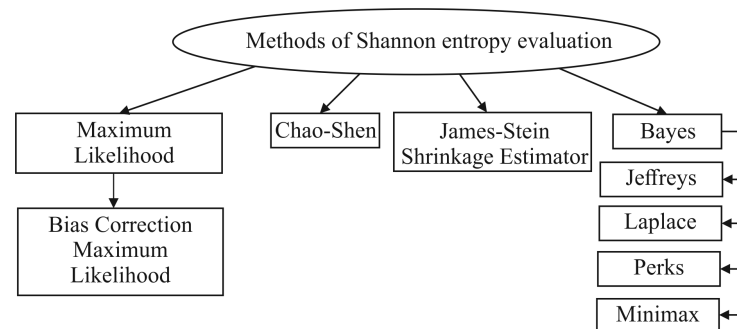 Methods of Shannon entropy evaluation
Maximum
Likelihood
Chao-Shen
James-Stein
Shrinkage Estimator
Bayes
Jeffreys
Laplace
Perks
Minimax
Bias Correction
Maximum
Likelihood